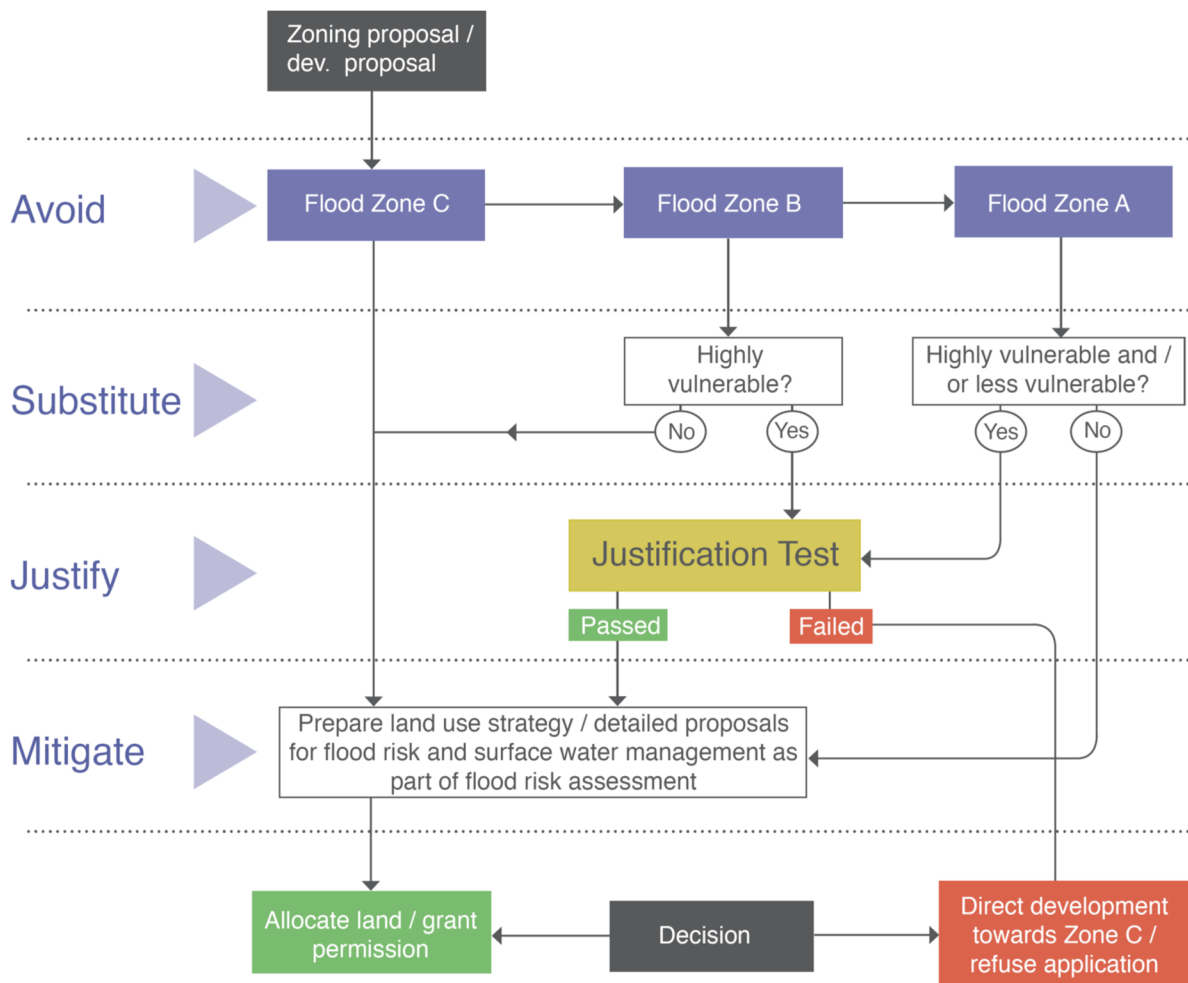 Zoning proposal /
dev. proposal
Avoid
Flood Zone C
Flood Zone B
Flood Zone A
Substitute
Highly
vulnerable?
Highly vulnerable and /
or less vulnerable?
No
Yes
Yes
No
Justify
Justification Test
Passed
Failed
Mitigate
Prepare land use strategy / detailed proposals
for flood risk and surface water management as
part of flood risk assessment
Allocate land / grant
permission
Decision
Direct development
towards Zone C /
refuse application